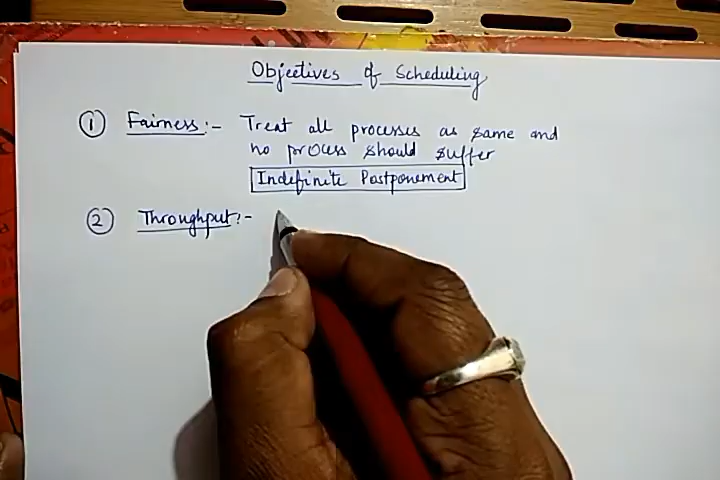 Objectives of Scheduling
① Fairness:- Treat all processes as same and
no process should suffer
Indefinite Postponement
② Throughput:-